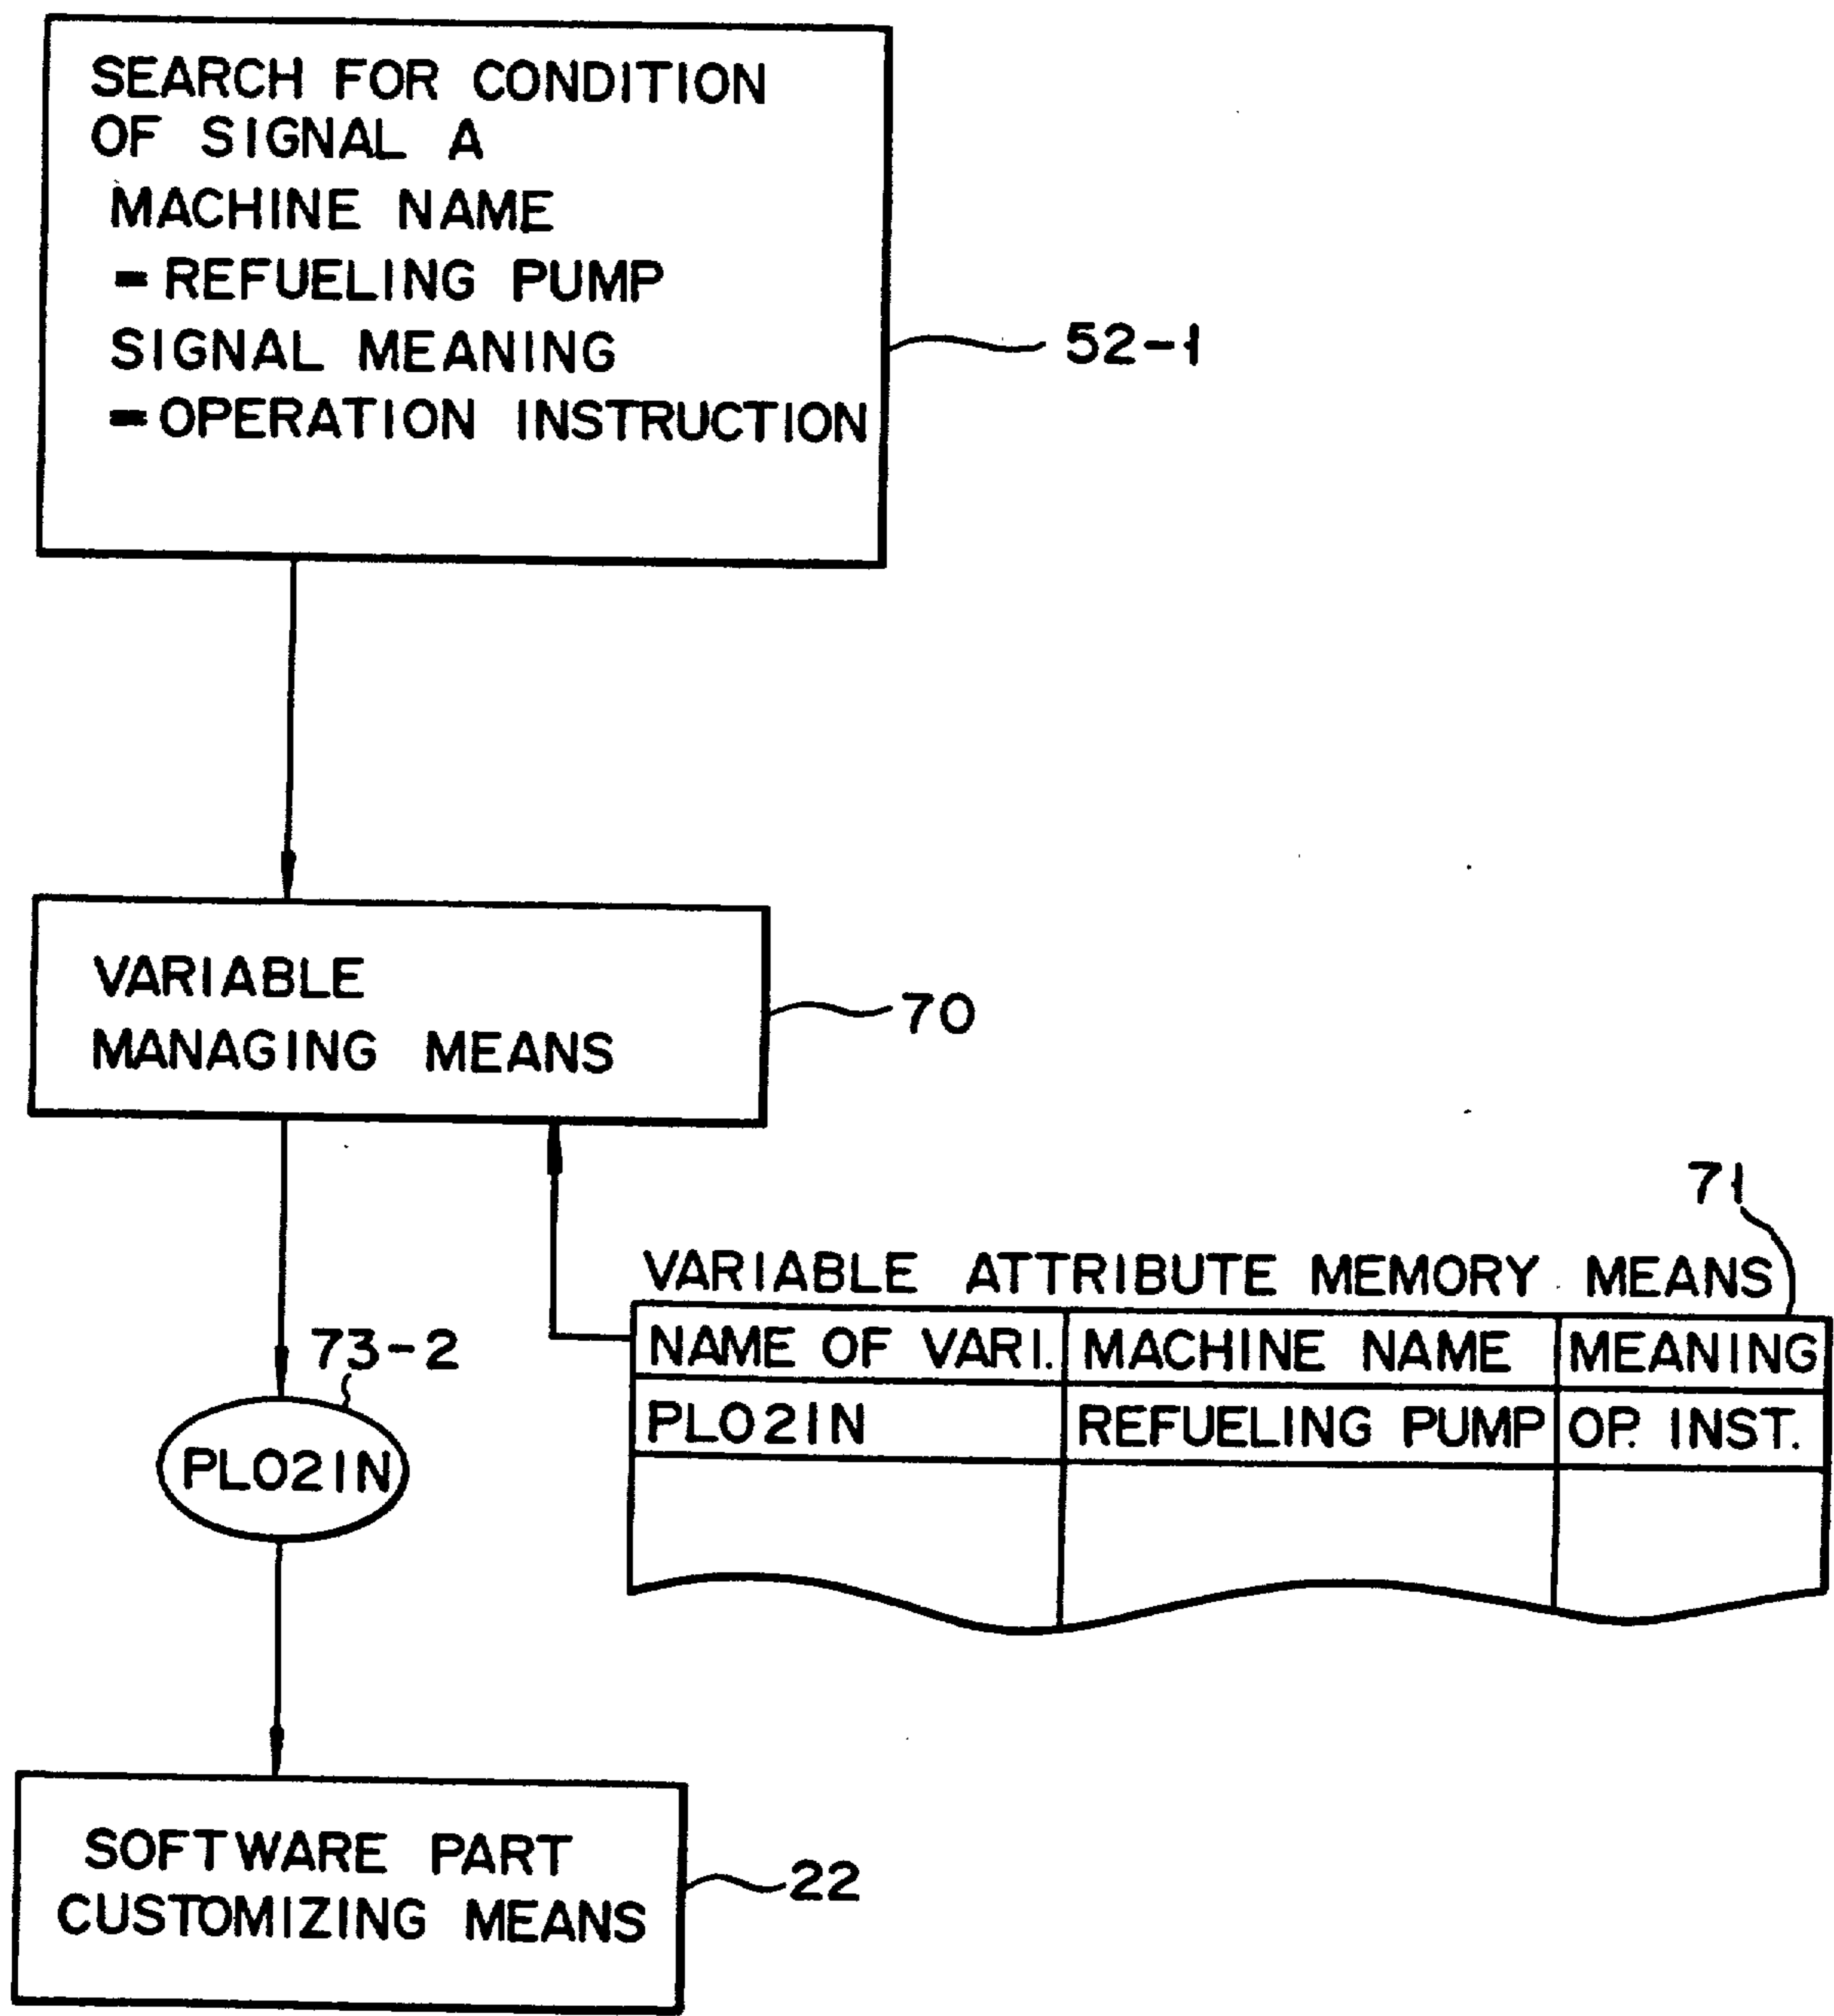 SEARCH FOR CONDITION
OF SIGNAL A
MACHINE NAME
= REFUELING PUMP
SIGNAL MEANING
= OPERATION INSTRUCTION
52-1
VARIABLE
MANAGING MEANS
70
71
VARIABLE ATTRIBUTE MEMORY MEANS
NAME OF VARI. MACHINE NAME MEANING
PL021N REFUELING PUMP OP. INST.
73-2
PL021N
SOFTWARE PART
CUSTOMIZING MEANS
22